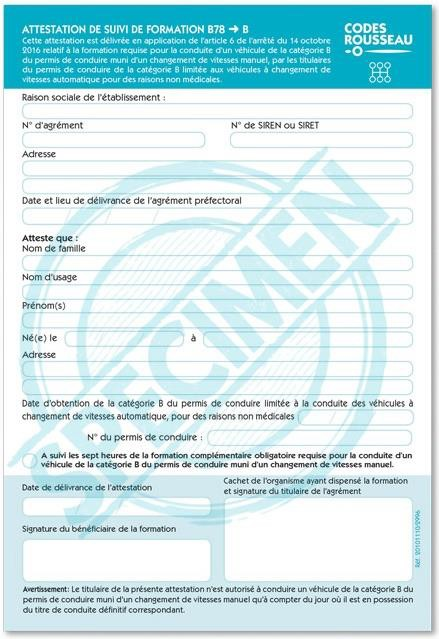 ATTESTATION DE SUIVI DE FORMATION B78 ➔ B
Cette attestation est délivrée en application de l'article 6 de l'arrêté du 14 octobre
2016 relatif à la formation requise pour la conduite d'un véhicule de la catégorie B
du permis de conduire muni d'un changement de vitesses manuel, par les titulaires
du permis de conduire de la catégorie B limitée aux véhicules à changement de
vitesses automatique pour des raisons non médicales.
CODES
ROUSSEAU
Raison sociale de l'établissement :
N° d'agrément
N° de SIREN ou SIRET
Adresse
Date et lieu de délivrance de l'agrément préfectoral
Atteste que :
Nom de famille
Nom d'usage
Prénom(s)
Né(e) le
à
Adresse
Date d'obtention de la catégorie B du permis de conduire limitée à la conduite des véhicules à
changement de vitesses automatique, pour des raisons non médicales
N° du permis de conduire :
A suivi les sept heures de la formation complémentaire obligatoire requise pour la conduite d'un
véhicule de la catégorie B du permis de conduire muni d'un changement de vitesses manuel.
Date de délivrance de l'attestation
Cachet de l'organisme ayant dispensé la formation
et signature du titulaire de l'agrément
Signature du bénéficiaire de la formation
Réf. 20101110/2996
Avertissement : Le titulaire de la présente attestation n'est autorisé à conduire un véhicule de la catégorie B du
permis de conduire muni d'un changement de vitesses manuel qu'à compter du jour où il est en possession
du titre de conduite définitif correspondant.
SPECIMEN